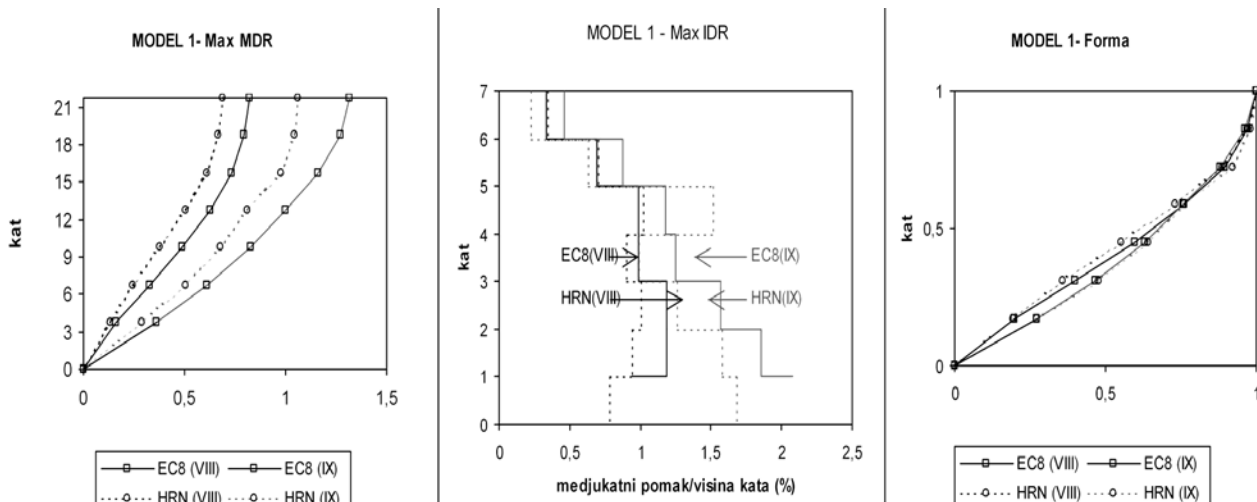 MODEL 1- Max MDR
kat
21
18
15
12
9
6
3
0
0
0,5
1
1,5
EC8 (VIII)
EC8 (IX)
HRN (VIII)
HRN (IX)
MODEL 1 - Max IDR
kat
7
6
5
4
3
2
1
0
EC8(VIII)
EC8(IX)
HRN(VIII)
HRN(IX)
0
0,5
1
1,5
2
2,5
medjukatni pomak/visina kata (%)
MODEL 1- Forma
kat
1
0,5
0
0
0,5
1
EC8 (VIII)
EC8 (IX)
HRN (VIII)
HRN (IX)